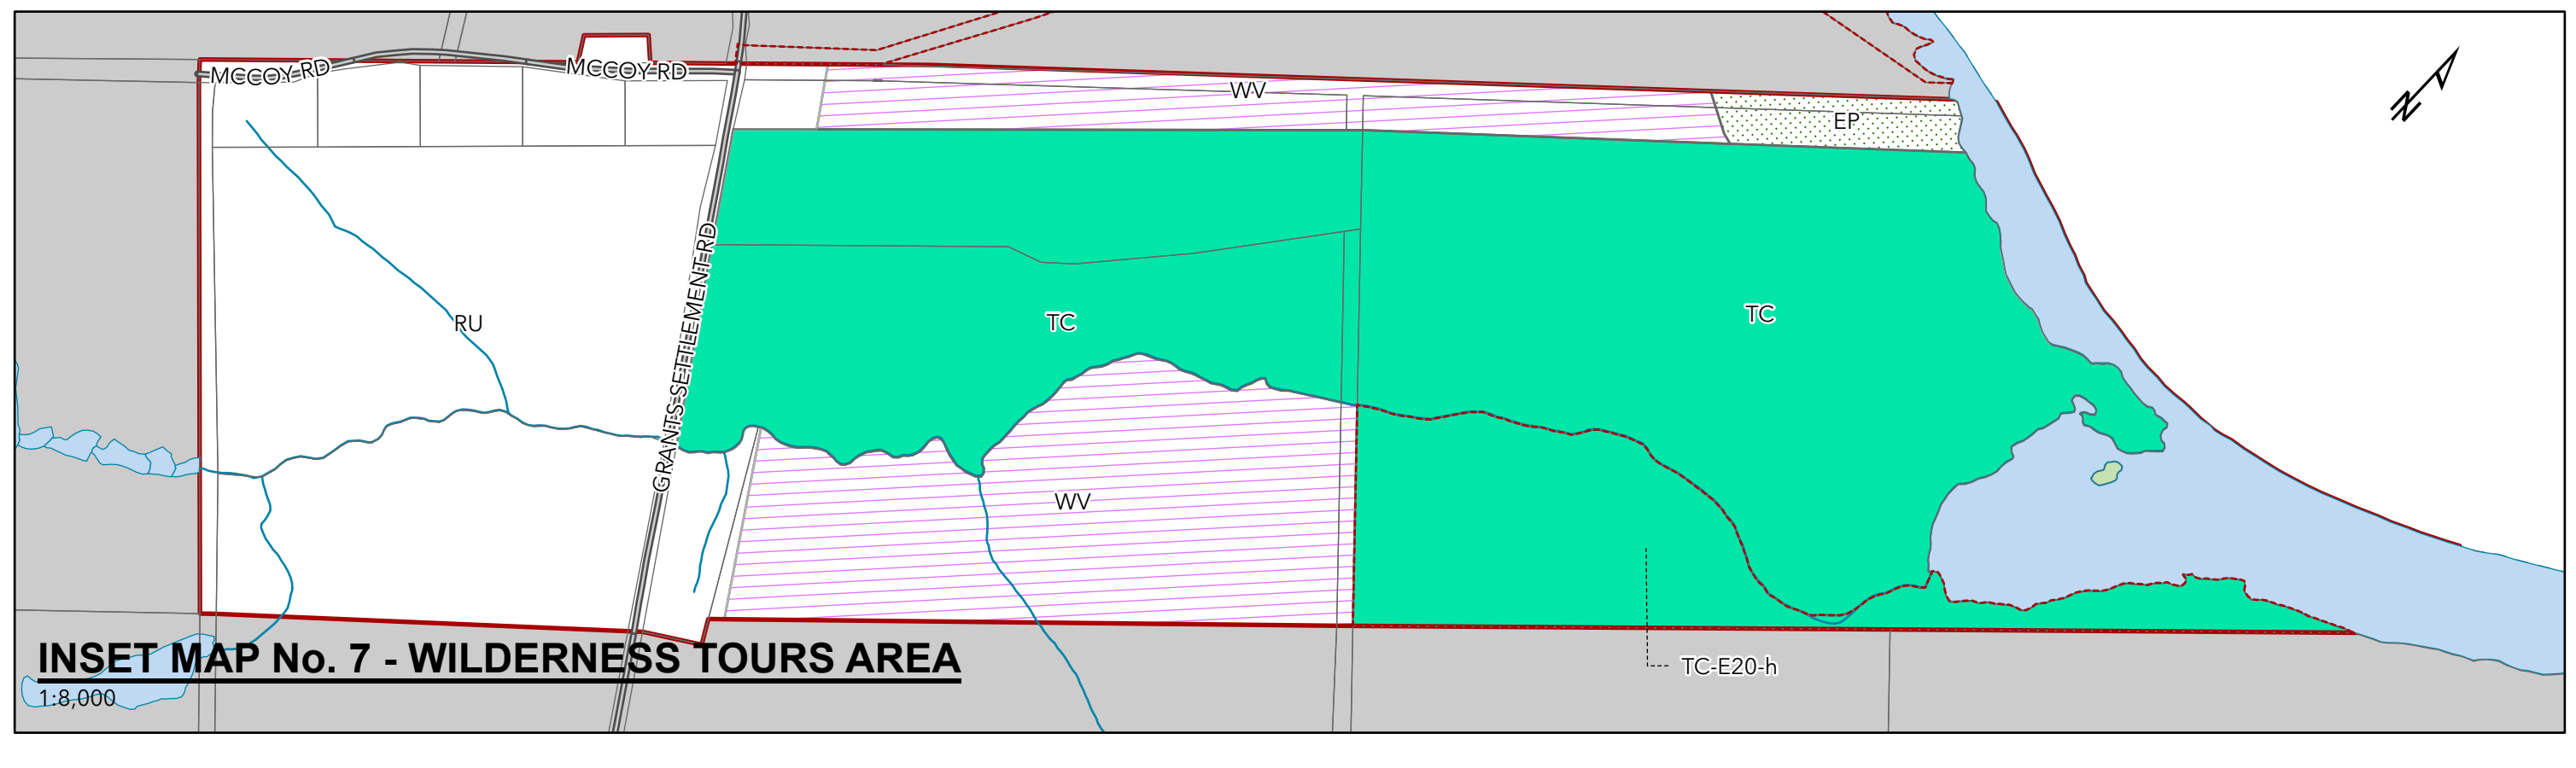 MCCOY RD
MCCOY RD
WV
EP
N
GRANTS SETTLEMENT RD
RU
TC
TC
WV
TC-E20-h
INSET MAP No. 7 - WILDERNESS TOURS AREA
1:8,000